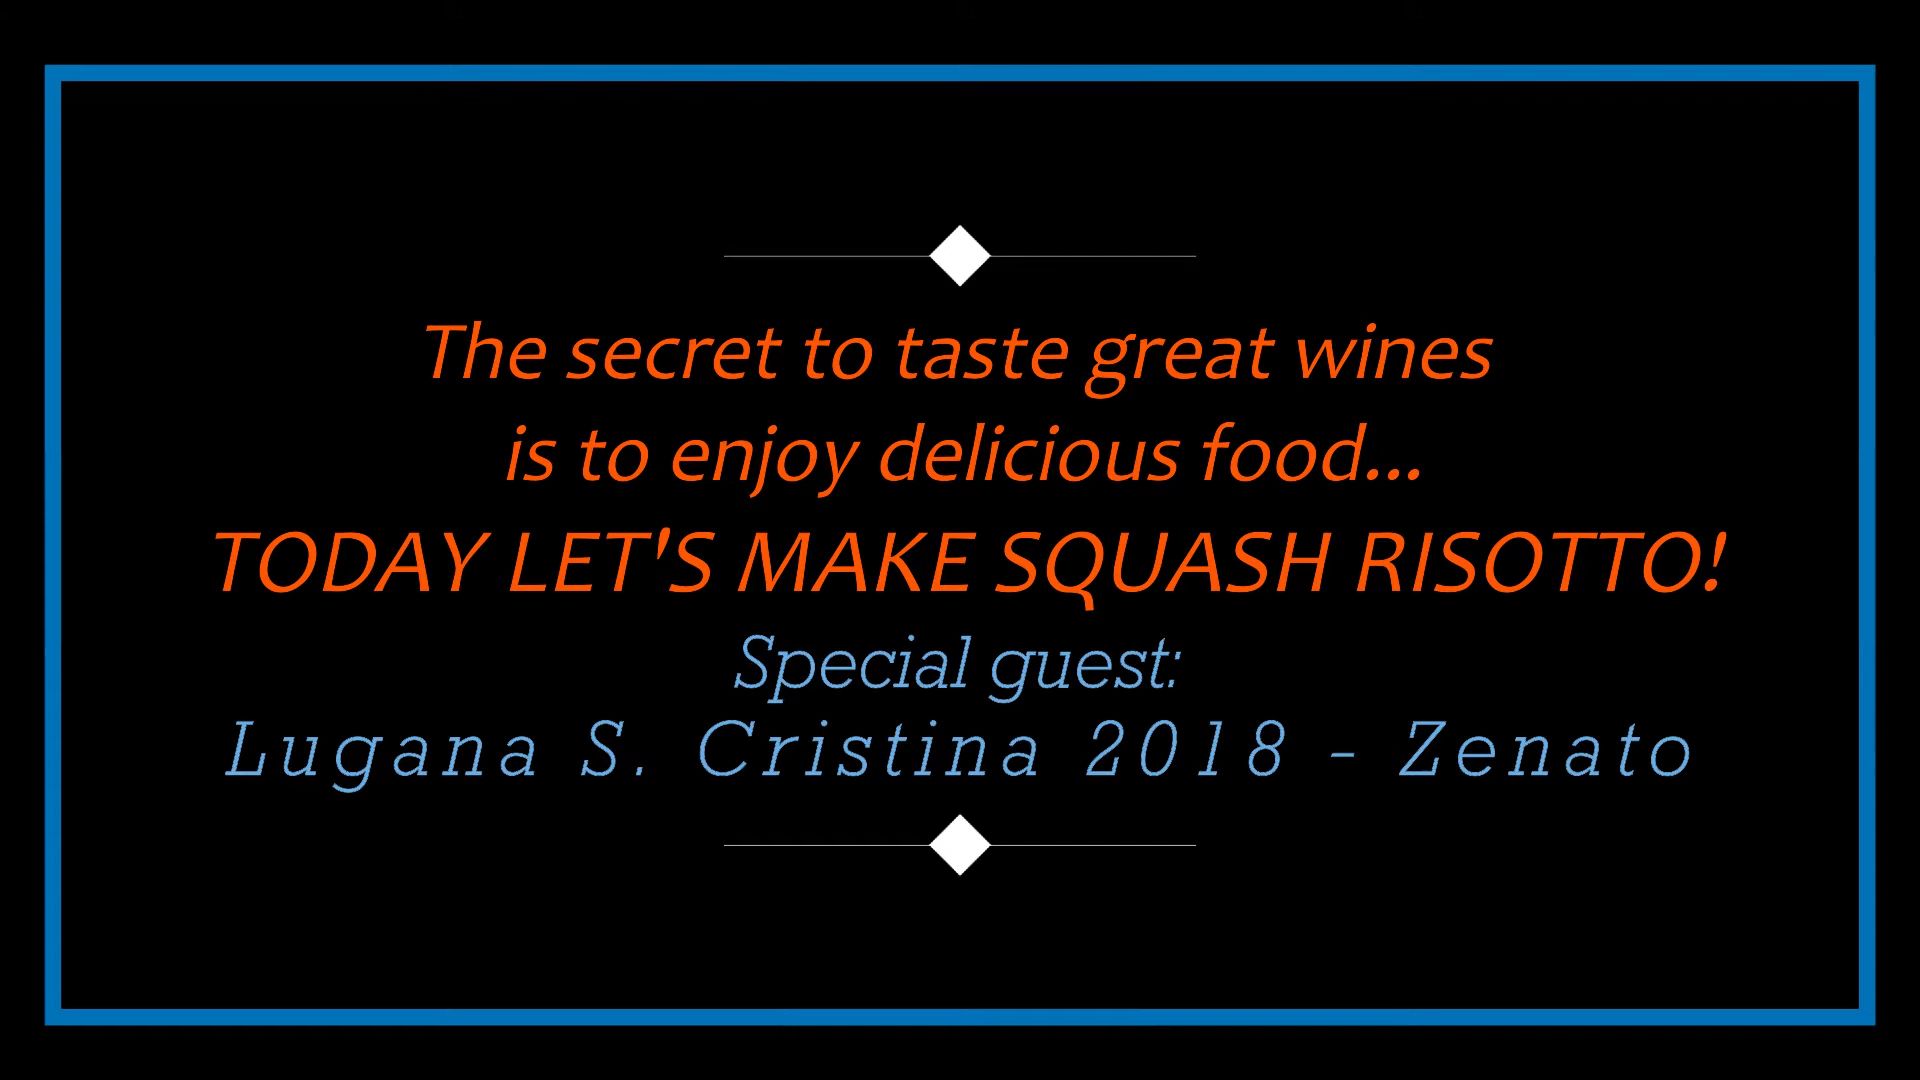 The secret to taste great wines
is to enjoy delicious food...
TODAY LET'S MAKE SQUASH RISOTTO!
Special guest:
Lugana S. Cristina 2018 - Zenato